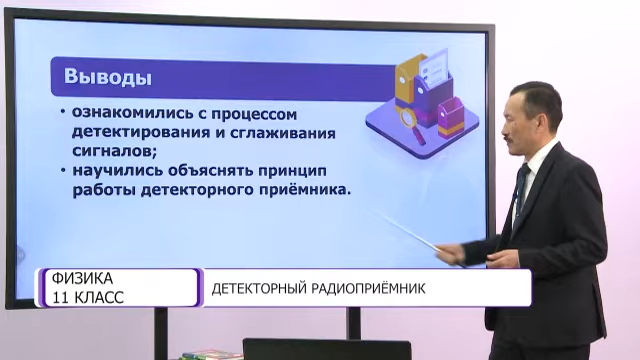 Выводы
• ознакомились с процессом
детектирования и сглаживания
сигналов;
• научились объяснять принцип
работы детекторного приёмника.
ФИЗИКА
11 КЛАСС
ДЕТЕКТОРНЫЙ РАДИОПРИЁМНИК